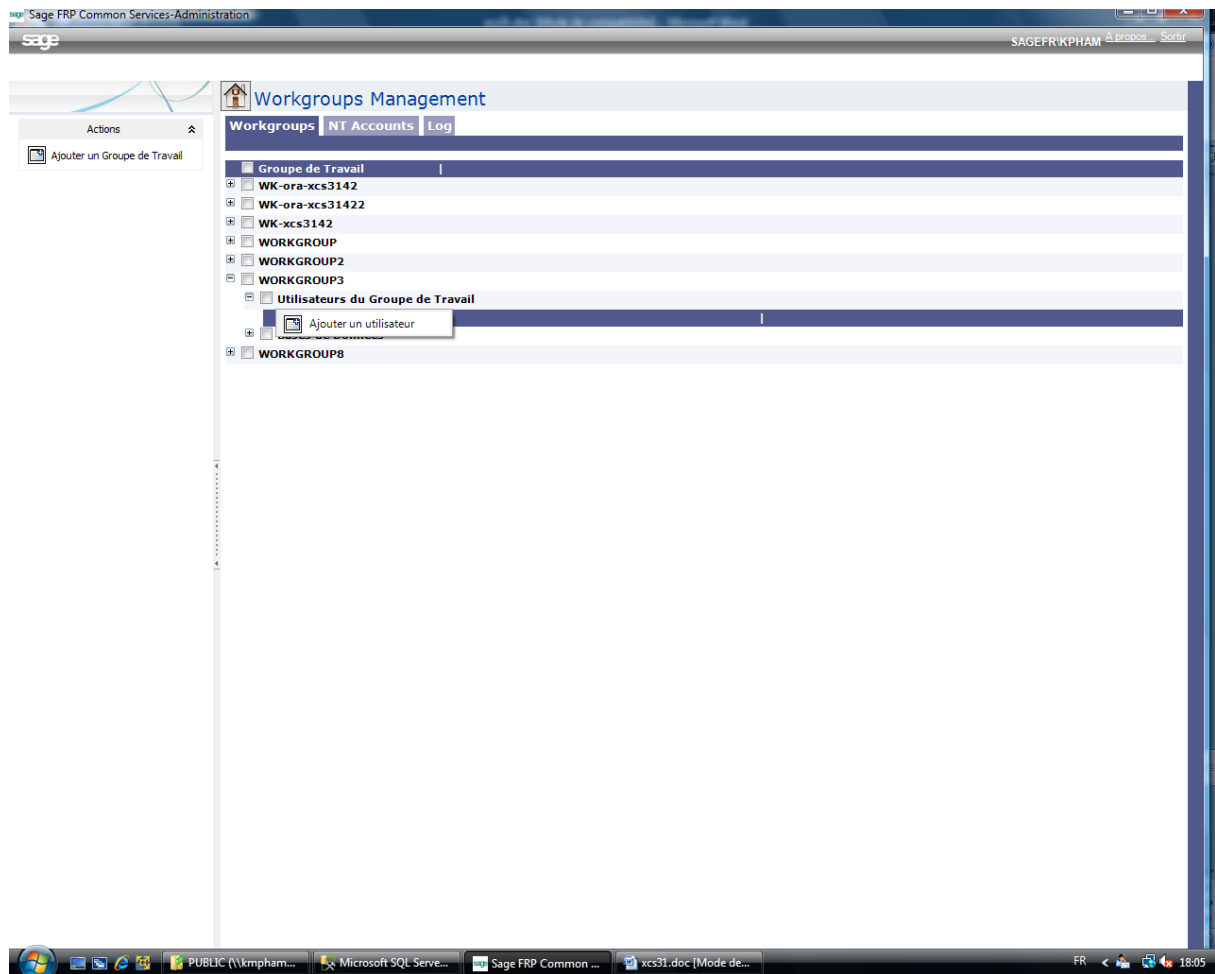 Sage FRP Common Services-Administration
sage
SAGEFR\KPHAM A propos... Sortir
Workgroups Management
Actions
Ajouter un Groupe de Travail
Workgroups NT Accounts Log
Groupe de Travail
WK-ora-xcs3142
WK-ora-xcs31422
WK-xcs3142
WORKGROUP
WORKGROUP2
WORKGROUP3
Utilisateurs du Groupe de Travail
Ajouter un utilisateur
Bases de Données
WORKGROUP8
PUBLIC (\\kmpham... Microsoft SQL Serve... Sage FRP Common ... xcs31.doc [Mode de... FR 18:05